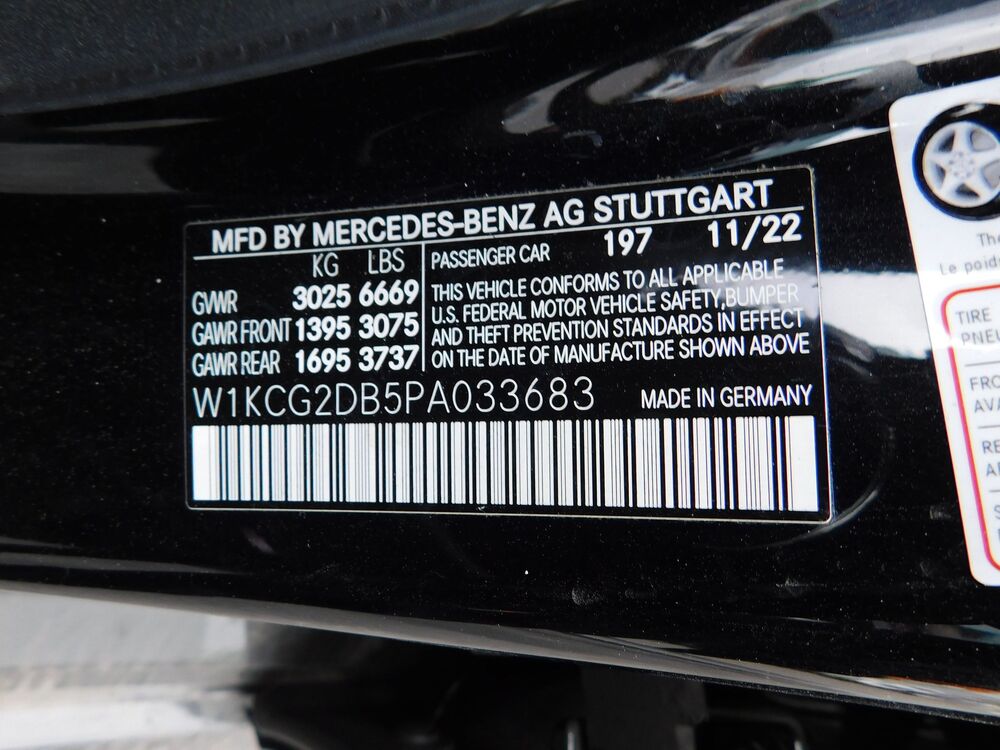 MFD BY MERCEDES-BENZ AG STUTTGART
KG LBS
GVWR 3025 6669
GAWR FRONT 1395 3075
GAWR REAR 1695 3737
PASSENGER CAR 197 11/22
THIS VEHICLE CONFORMS TO ALL APPLICABLE
U.S. FEDERAL MOTOR VEHICLE SAFETY,BUMPER
AND THEFT PREVENTION STANDARDS IN EFFECT
ON THE DATE OF MANUFACTURE SHOWN ABOVE
W1KCG2DB5PA033683 MADE IN GERMANY
Le
TIRE